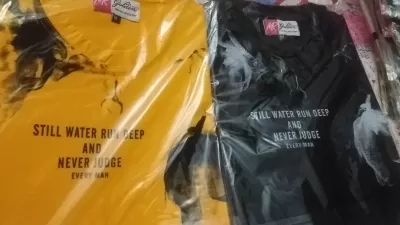 STILL WATER RUN DEEP
AND
NEVER JUDGE
EVERY MAN
STILL WATER RUN DEEP
AND
NEVER JUDGE
EVERY MAN